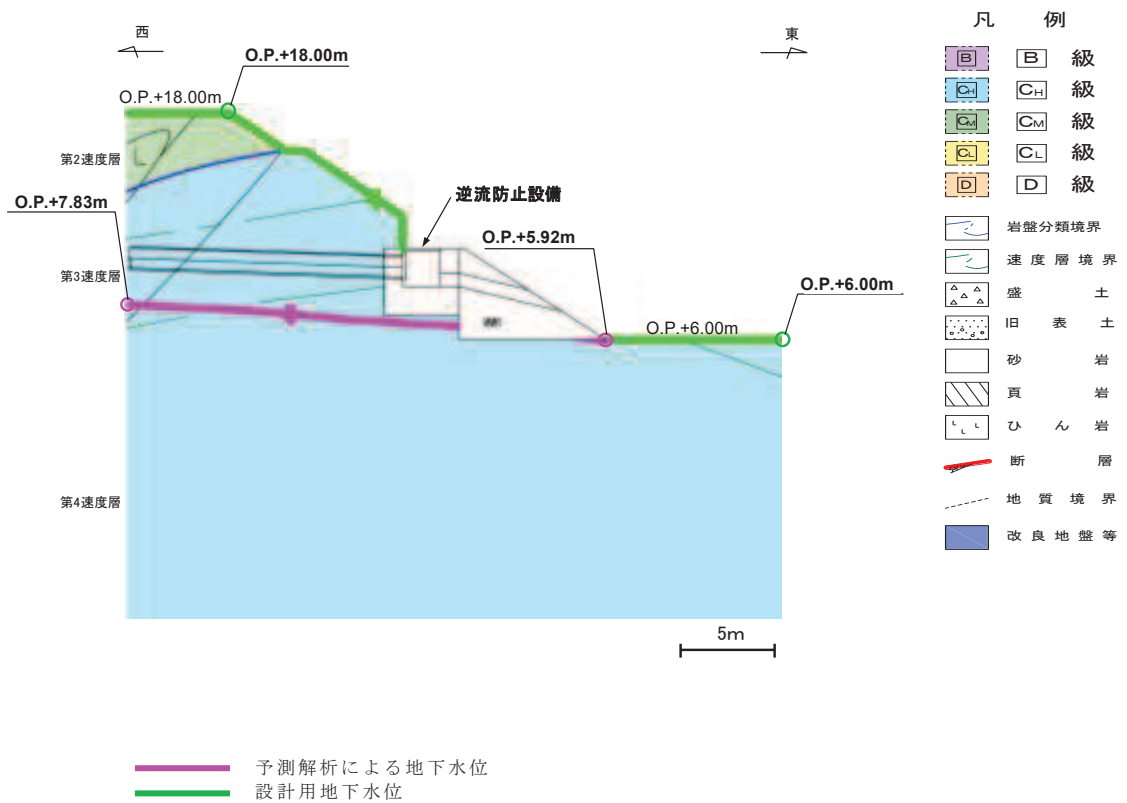 西
東
O.P.+18.00m
O.P.+18.00m
第2速度層
O.P.+7.83m
逆流防止設備
O.P.+5.92m
第3速度層
O.P.+6.00m
O.P.+6.00m
第4速度層
5m
凡 例
B B 級
CH CH 級
CM CM 級
CL CL 級
D D 級
岩盤分類境界
速度層境界
盛 土
旧 表 土
砂 岩
頁 岩
ひ ん 岩
断 層
地 質 境 界
改 良 地 盤 等
予測解析による地下水位
設計用地下水位